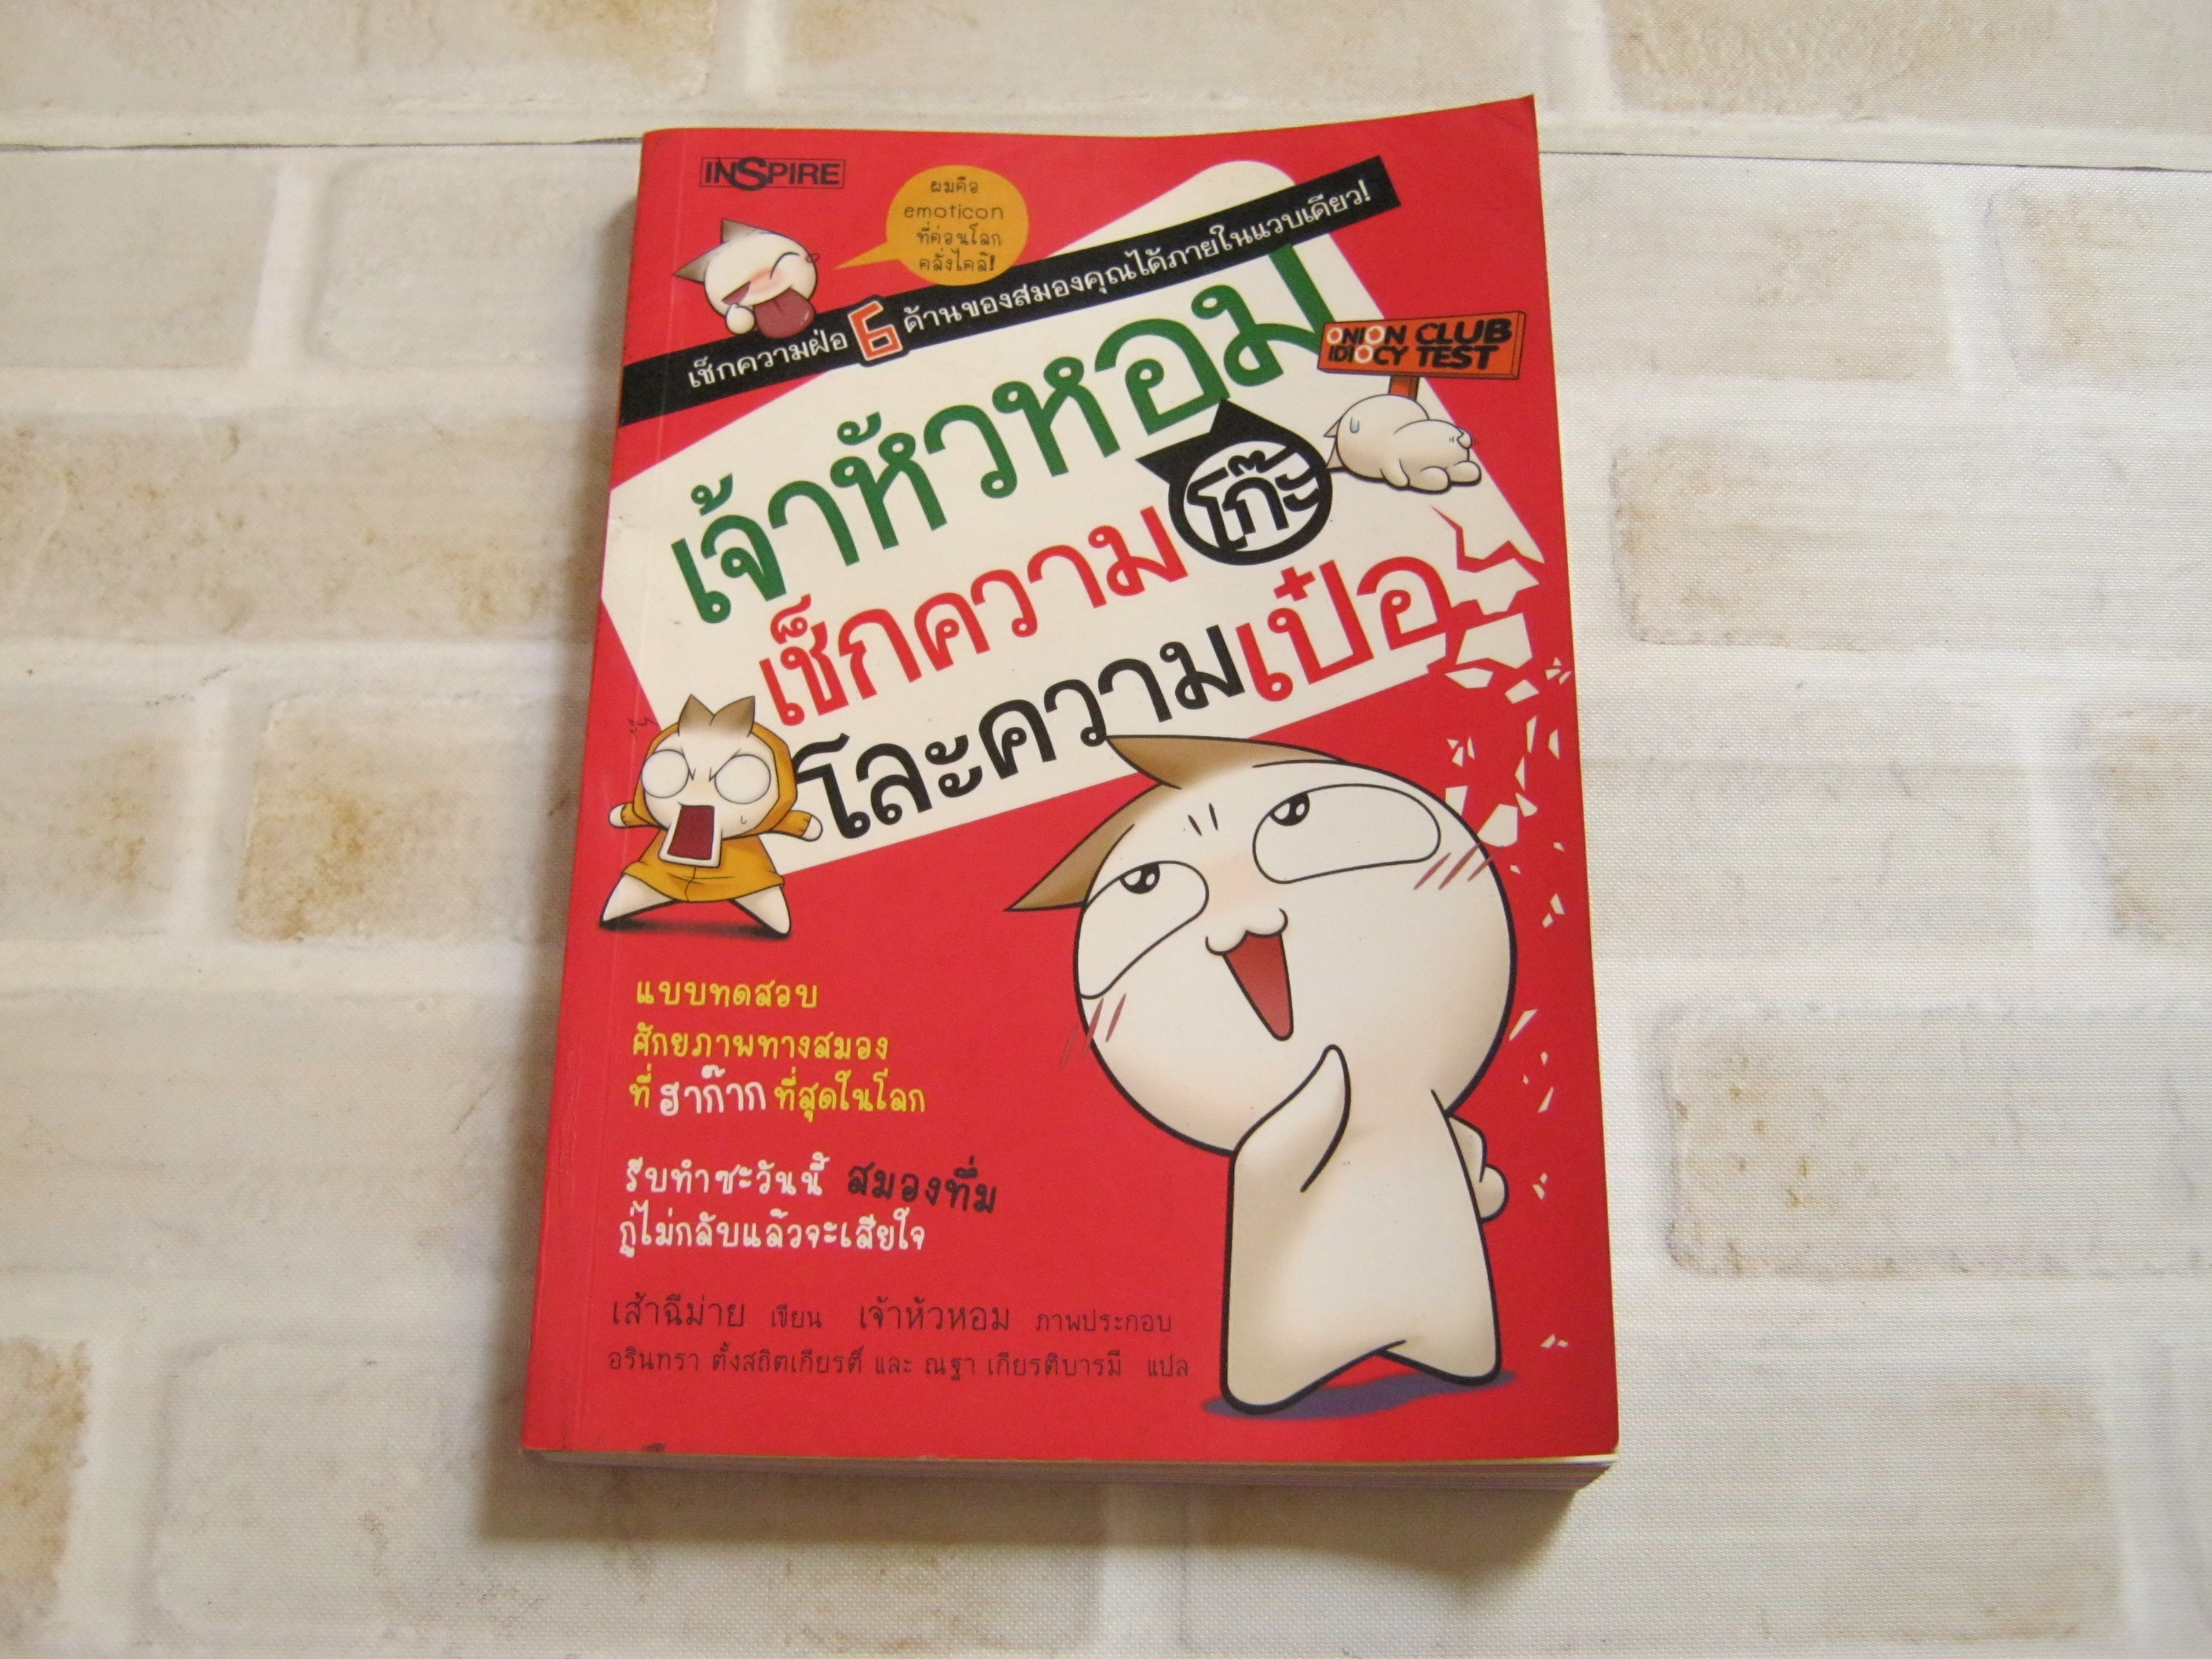 INSPIRE
ผมคือ
emoticon
ที่ค่อนโลก
คลั่งไคล้!
เช็กความฝ่อ 6 ด้านของสมองคุณได้ภายในแวบเดียว!
ONION CLUB
IDIOCY TEST
เจ้าหัวหอม
เช็กความโก๊ะ
โละความเป๋อ
แบบทดสอบ
ศักยภาพทางสมอง
ที่ ฮาก๊าก ที่สุดในโลก
รีบทำซะวันนี้ สมองทึ่ม
กู่ไม่กลับแล้วจะเสียใจ
เส้าฉีม่าย เขียน เจ้าหัวหอม ภาพประกอบ
อรินทรา ตั้งสถิตเกียรติ์ และ ณฐา เกียรติบารมี แปล